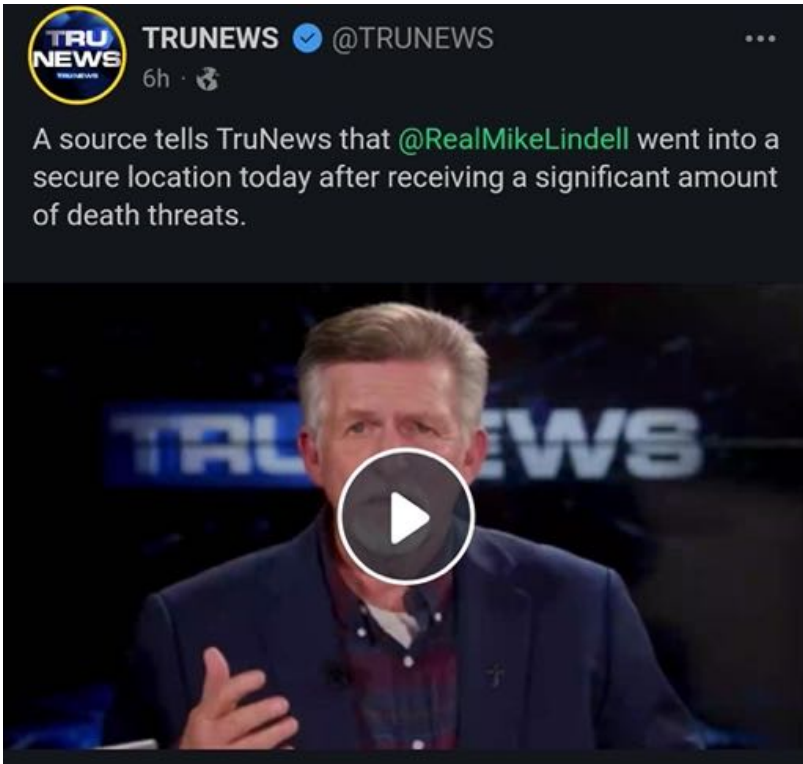 TRU
NEWS
TRUNEWS
TRUNEWS @TRUNEWS
6h ·
A source tells TruNews that @RealMikeLindell went into a
secure location today after receiving a significant amount
of death threats.
TRU EWS